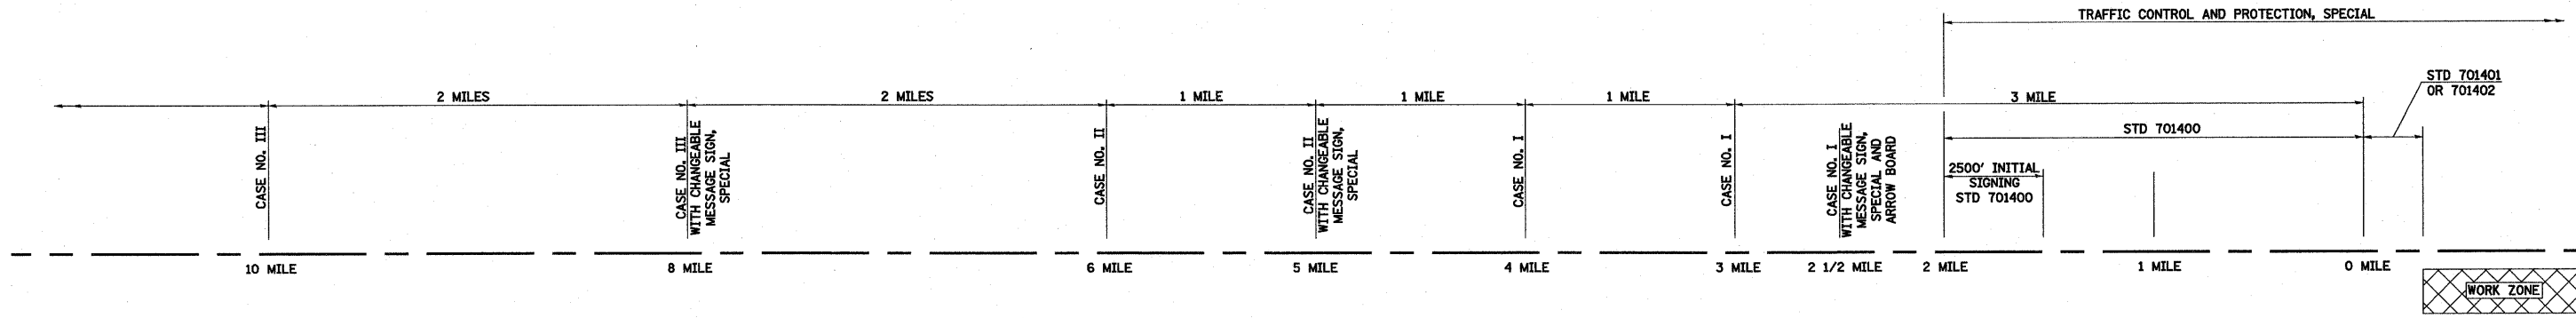 TRAFFIC CONTROL AND PROTECTION, SPECIAL
STD 701401
OR 701402
2 MILES
2 MILES
1 MILE
1 MILE
1 MILE
3 MILE
CASE NO. III
CASE NO. III
WITH CHANGEABLE
MESSAGE SIGN,
SPECIAL
CASE NO. II
CASE NO. II
WITH CHANGEABLE
MESSAGE SIGN,
SPECIAL
CASE NO. I
CASE NO. I
CASE NO. I
WITH CHANGEABLE
MESSAGE SIGN,
SPECIAL AND
ARROW BOARD
STD 701400
2500' INITIAL
SIGNING
STD 701400
10 MILE
8 MILE
6 MILE
5 MILE
4 MILE
3 MILE
2 1/2 MILE
2 MILE
1 MILE
0 MILE
WORK ZONE